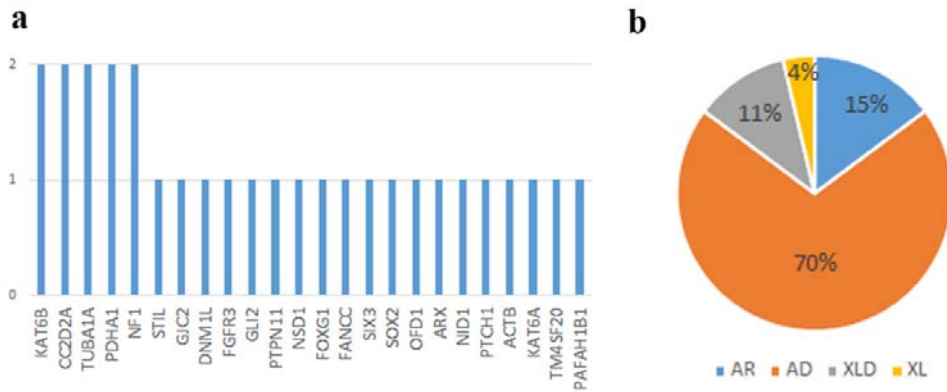 a
2
1
0
KAT6B
CC2D2A
TUBA1A
PDHA1
NF1
STIL
GJC2
DNM1L
FGFR3
GLI2
PTPN11
NSD1
FOXG1
FANCC
SIX3
SOX2
OFD1
ARX
NID1
PTCH1
ACTB
KAT6A
TM4SF20
PAFAH1B1
b
4%
15%
11%
70%
AR AD XLD XL